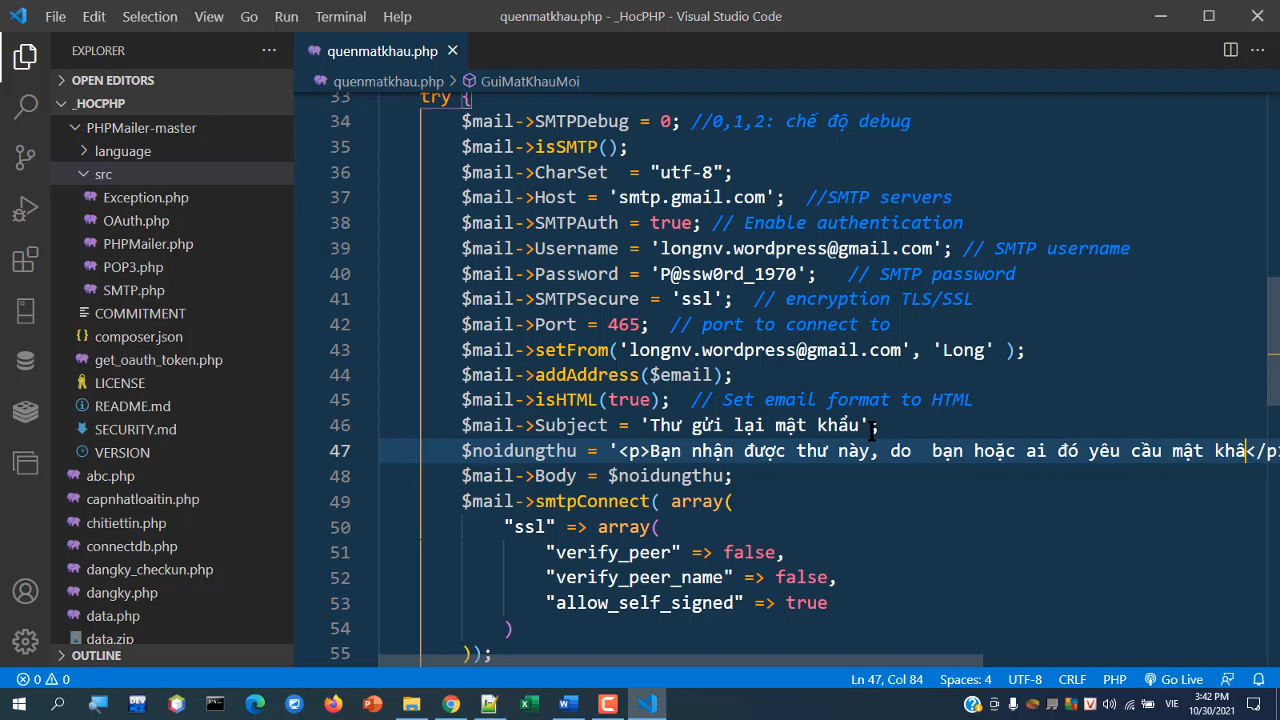 File Edit Selection View Go Run Terminal Help quenmatkhau.php - _HocPHP - Visual Studio Code
EXPLORER
OPEN EDITORS
_HOCPHP
PHPMailer-master
language
src
Exception.php
OAuth.php
PHPMailer.php
POP3.php
SMTP.php
COMMITMENT
composer.json
get_oauth_token.php
LICENSE
README.md
SECURITY.md
VERSION
abc.php
capnhatloaitin.php
chitiettin.php
connectdb.php
dangky_checkun.php
dangky.php
data.php
data.zip
OUTLINE
quenmatkhau.php
quenmatkhau.php > GuiMatKhauMoi
33 try {
34 $mail->SMTPDebug = 0; //0,1,2: chế độ debug
35 $mail->isSMTP();
36 $mail->CharSet  = "utf-8";
37 $mail->Host = 'smtp.gmail.com';  //SMTP servers
38 $mail->SMTPAuth = true; // Enable authentication
39 $mail->Username = 'longnv.wordpress@gmail.com'; // SMTP username
40 $mail->Password = 'P@ssw0rd_1970';   // SMTP password
41 $mail->SMTPSecure = 'ssl';  // encryption TLS/SSL
42 $mail->Port = 465;  // port to connect to
43 $mail->setFrom('longnv.wordpress@gmail.com', 'Long' );
44 $mail->addAddress($email);
45 $mail->isHTML(true);  // Set email format to HTML
46 $mail->Subject = 'Thư gửi lại mật khẩu';
47 $noidungthu = '<p>Bạn nhận được thư này, do  bạn hoặc ai đó yêu cầu mật khâ</p
48 $mail->Body = $noidungthu;
49 $mail->smtpConnect( array(
50 "ssl" => array(
51 "verify_peer" => false,
52 "verify_peer_name" => false,
53 "allow_self_signed" => true
54 )
55 ));
0 0 Ln 47, Col 84 Spaces: 4 UTF-8 CRLF PHP Go Live
VIE 3:42 PM
10/30/2021